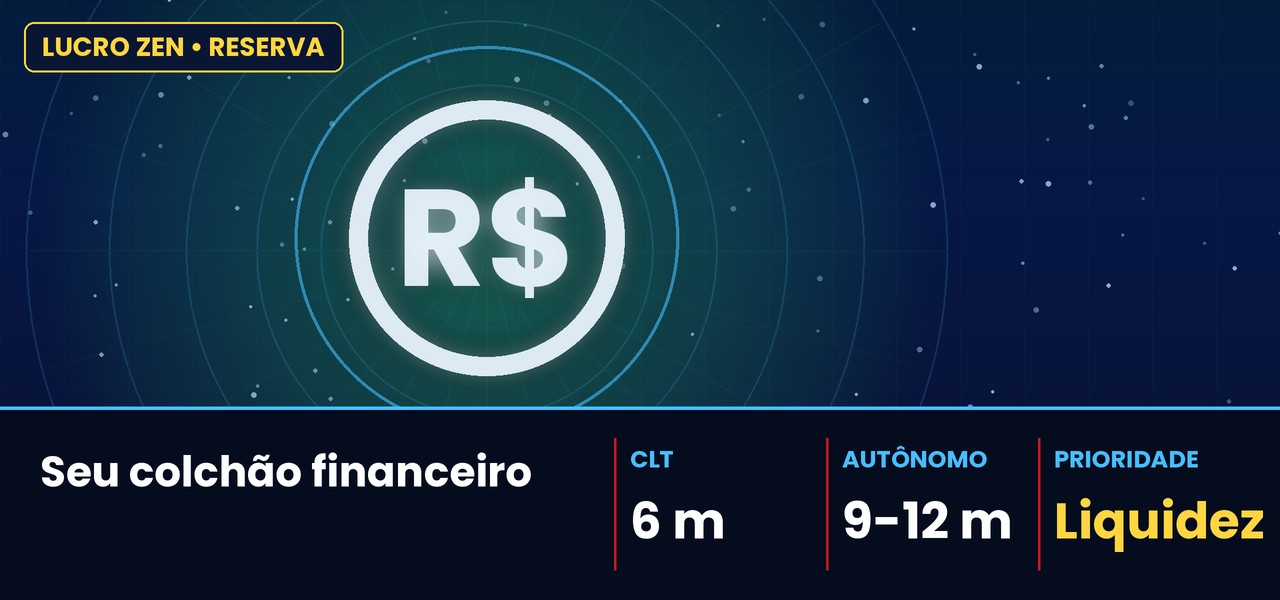 LUCRO ZEN • RESERVA
R$
Seu colchão financeiro
CLT
6 m
AUTÔNOMO
9-12 m
PRIORIDADE
Liquidez